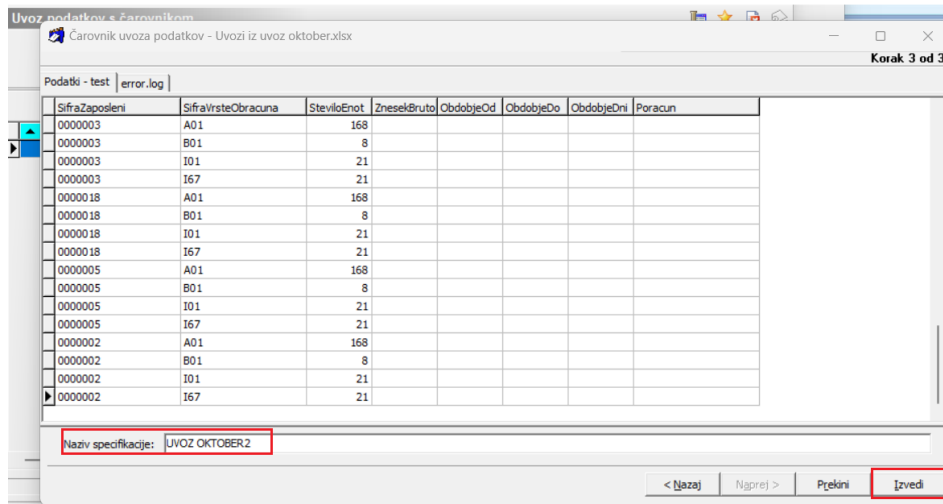 Uvoz podatkov s čarovnikom
Čarovnik uvoza podatkov - Uvozi iz uvoz oktober.xlsx
Korak 3 od 3
Podatki - test error.log
SifraZaposleni SifraVrsteObracuna SteviloEnot ZnesekBruto ObdobjeOd ObdobjeDo ObdobjeDni Poracun
0000003 A01 168
0000003 B01 8
0000003 I01 21
0000003 I67 21
0000018 A01 168
0000018 B01 8
0000018 I01 21
0000018 I67 21
0000005 A01 168
0000005 B01 8
0000005 I01 21
0000005 I67 21
0000002 A01 168
0000002 B01 8
0000002 I01 21
0000002 I67 21
Naziv specifikacije: UVOZ OKTOBER2
< Nazaj Naprej > Prekini Izvedi